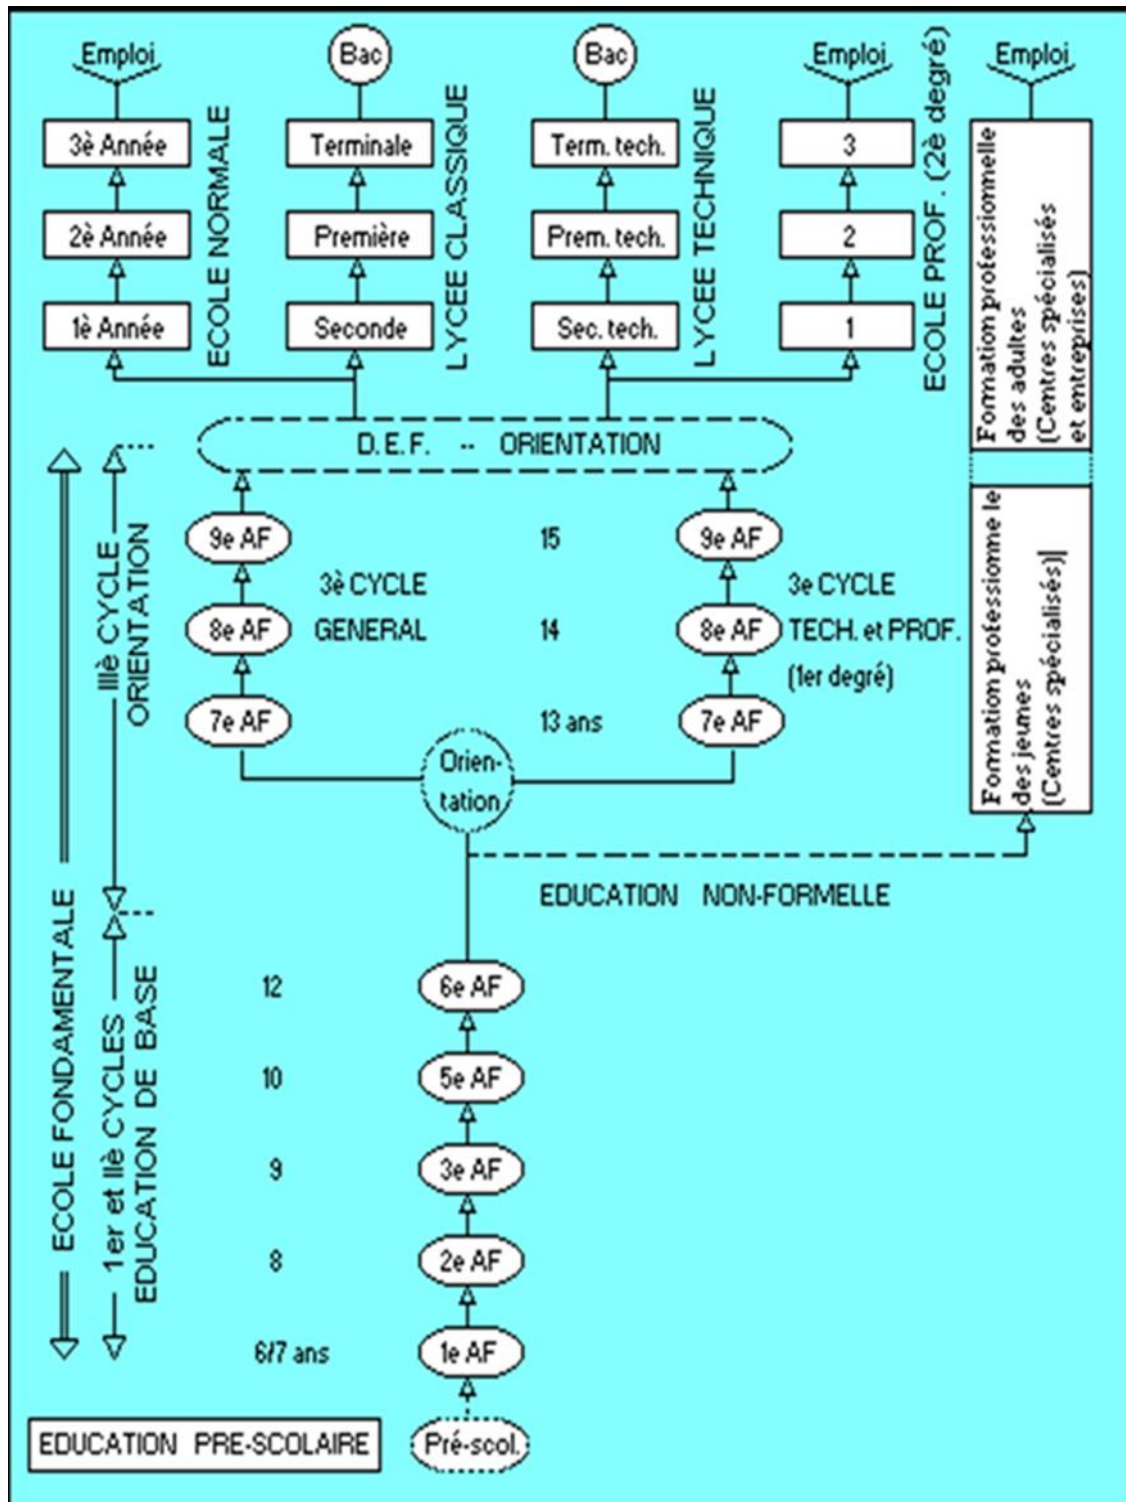 Emploi
Bac
Bac
Emploi
Emploi
3è Année
Terminale
Term. tech.
3
2è Année
Première
Prem. tech.
2
1è Année
Seconde
Sec. tech.
1
ECOLE NORMALE
LYCEE CLASSIQUE
LYCEE TECHNIQUE
ECOLE PROF. (2è degré)
Formation professionnelle
des adultes
(Centres spécialisés
et entreprises)
D.E.F. -- ORIENTATION
9e AF
15
9e AF
3è CYCLE
3e CYCLE
8e AF
GENERAL
14
8e AF
TECH. et PROF.
(1er degré)
7e AF
13 ans
7e AF
Orien-
tation
Formation professionne le
des jeunes
(Centres spécialisés)
EDUCATION NON-FORMELLE
IIIè CYCLE
ORIENTATION
ECOLE FONDAMENTALE
1er et IIè CYCLES
EDUCATION DE BASE
12
6e AF
10
5e AF
9
3e AF
8
2e AF
6/7 ans
1e AF
EDUCATION PRE-SCOLAIRE
Pré-scol.